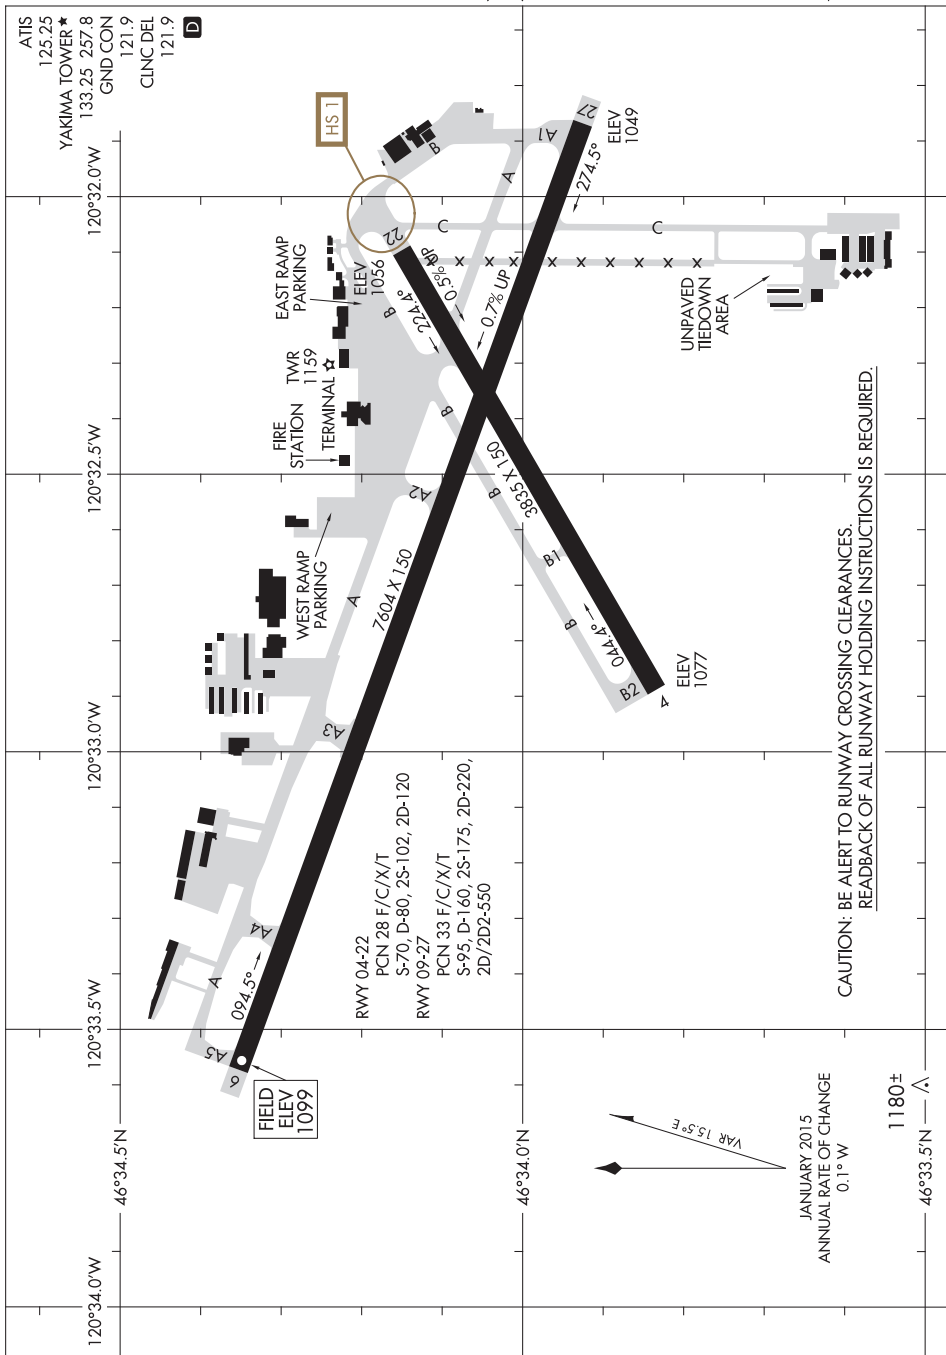 ATIS
125.25
YAKIMA TOWER★
133.25 257.8
GND CON
121.9
CLNC DEL
121.9
D
HS 1
120°32.0'W
120°32.5'W
120°33.0'W
120°33.5'W
120°34.0'W
46°34.5'N
46°34.0'N
46°33.5'N
EAST RAMP
PARKING
ELEV
1056
TWR
1159
TERMINAL
FIRE
STATION
WEST RAMP
PARKING
22
224.4°
0.5% UP
0.7% UP
27
ELEV
1049
274.5°
A1
A
B
C
C
B
B
B
B
B1
B2
A2
A
A3
A4
A
A5
7604 X 150
3835 X 150
044.4°
4
ELEV
1077
094.5°
9
FIELD
ELEV
1099
UNPAVED
TIEDOWN
AREA
X X X X X X X X X X
RWY 04-22
PCN 28 F/C/X/T
S-70, D-80, 2S-102, 2D-120
RWY 09-27
PCN 33 F/C/X/T
S-95, D-160, 2S-175, 2D-220,
2D/2D2-550
CAUTION: BE ALERT TO RUNWAY CROSSING CLEARANCES.
READBACK OF ALL RUNWAY HOLDING INSTRUCTIONS IS REQUIRED.
VAR 15.5° E
JANUARY 2015
ANNUAL RATE OF CHANGE
0.1° W
1180±